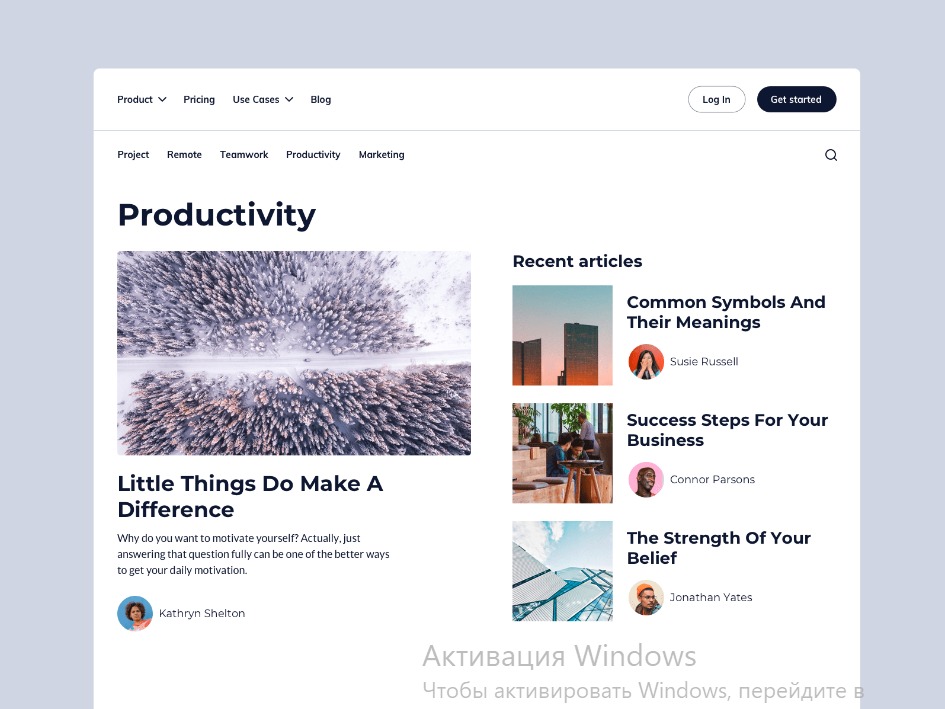 Product Pricing Use Cases Blog Log In Get started
Project Remote Teamwork Productivity Marketing
Productivity
Little Things Do Make A
Difference
Why do you want to motivate yourself? Actually, just
answering that question fully can be one of the better ways
to get your daily motivation.
Kathryn Shelton
Recent articles
Common Symbols And
Their Meanings
Susie Russell
Success Steps For Your
Business
Connor Parsons
The Strength Of Your
Belief
Jonathan Yates
Активация Windows
Чтобы активировать Windows, перейдите в